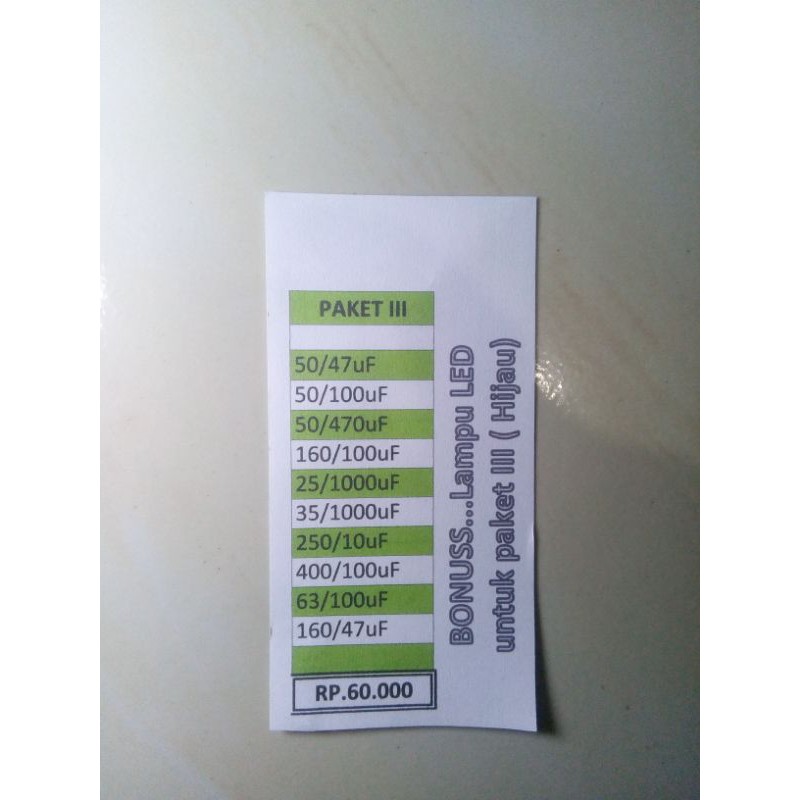 PAKET III
50/47uF
50/100uF
50/470uF
160/100uF
25/1000uF
35/1000uF
250/10uF
400/100uF
63/100uF
160/47uF
RP.60.000
BONUSS...Lampu LED
untuk paket III ( Hijau)